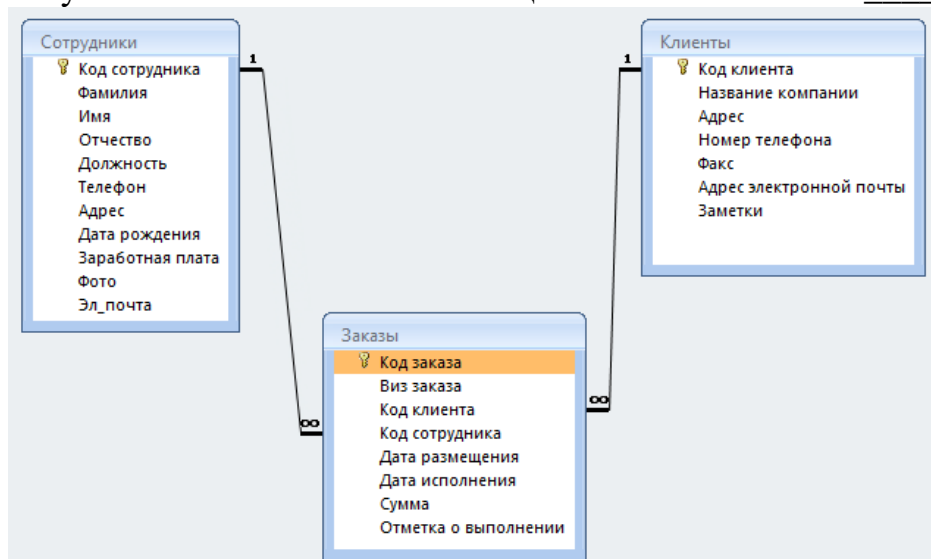 Сотрудники
Код сотрудника
Фамилия
Имя
Отчество
Должность
Телефон
Адрес
Дата рождения
Заработная плата
Фото
Эл_почта
1
∞
Клиенты
Код клиента
Название компании
Адрес
Номер телефона
Факс
Адрес электронной почты
Заметки
1
∞
Заказы
Код заказа
Виз заказа
Код клиента
Код сотрудника
Дата размещения
Дата исполнения
Сумма
Отметка о выполнении